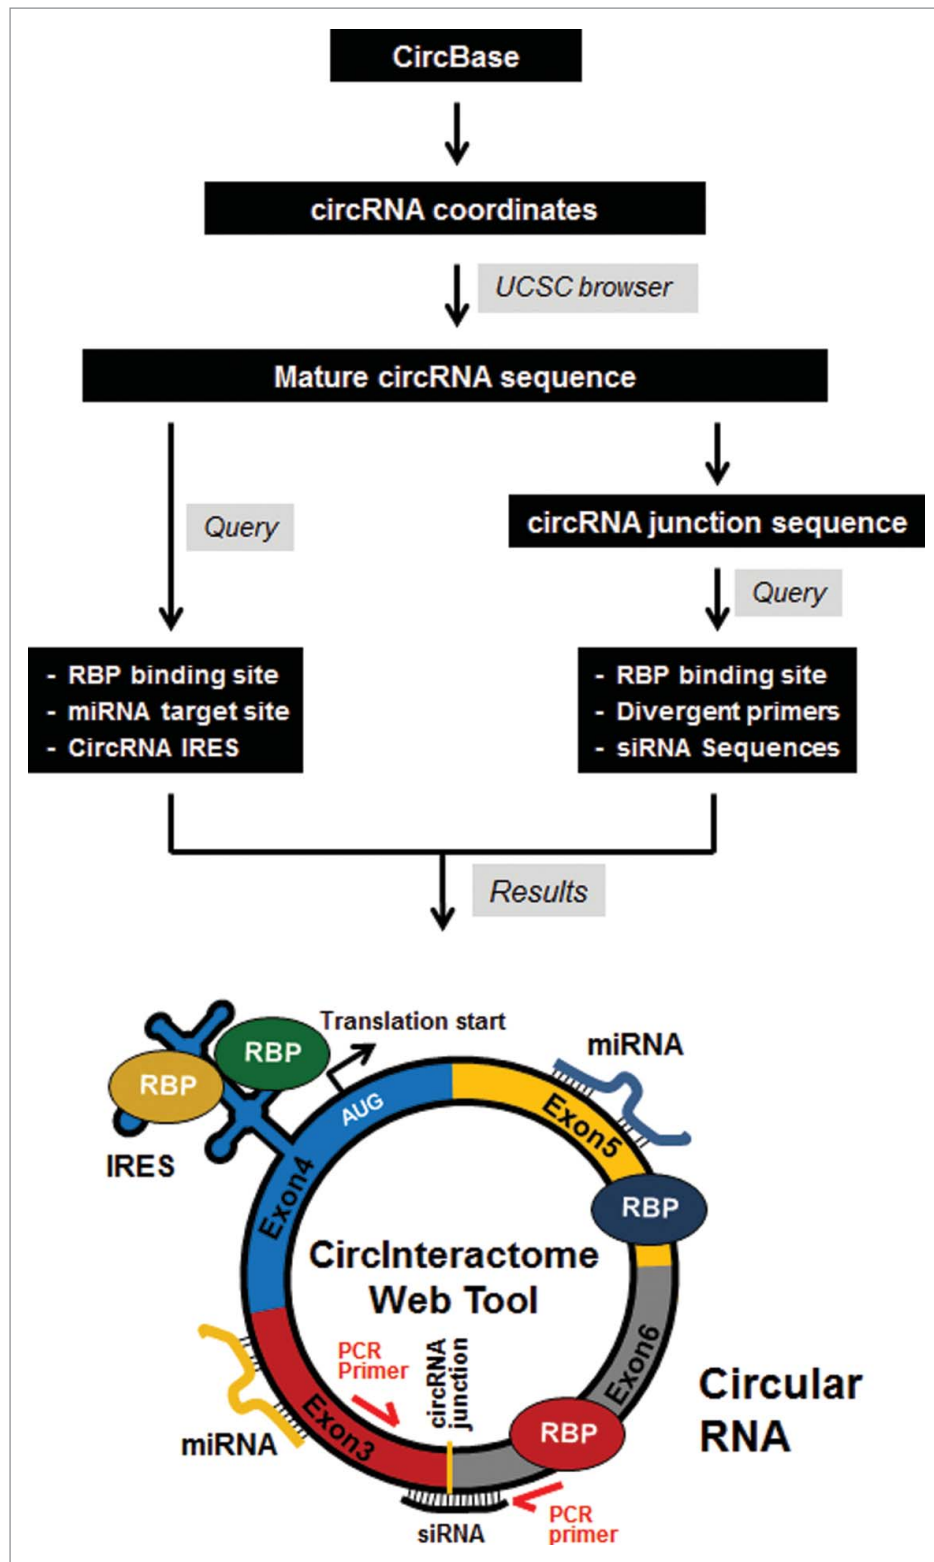 CircBase
circRNA coordinates
UCSC browser
Mature circRNA sequence
Query
circRNA junction sequence
Query
- RBP binding site
- miRNA target site
- CircRNA IRES
- RBP binding site
- Divergent primers
- siRNA Sequences
Results
Translation start
RBP
RBP
IRES
AUG
miRNA
Exon5
Exon4
RBP
CircInteractome
Web Tool
PCR
Primer
circRNA
junction
Exon6
Circular
RNA
miRNA
Exon3
RBP
siRNA
PCR
primer